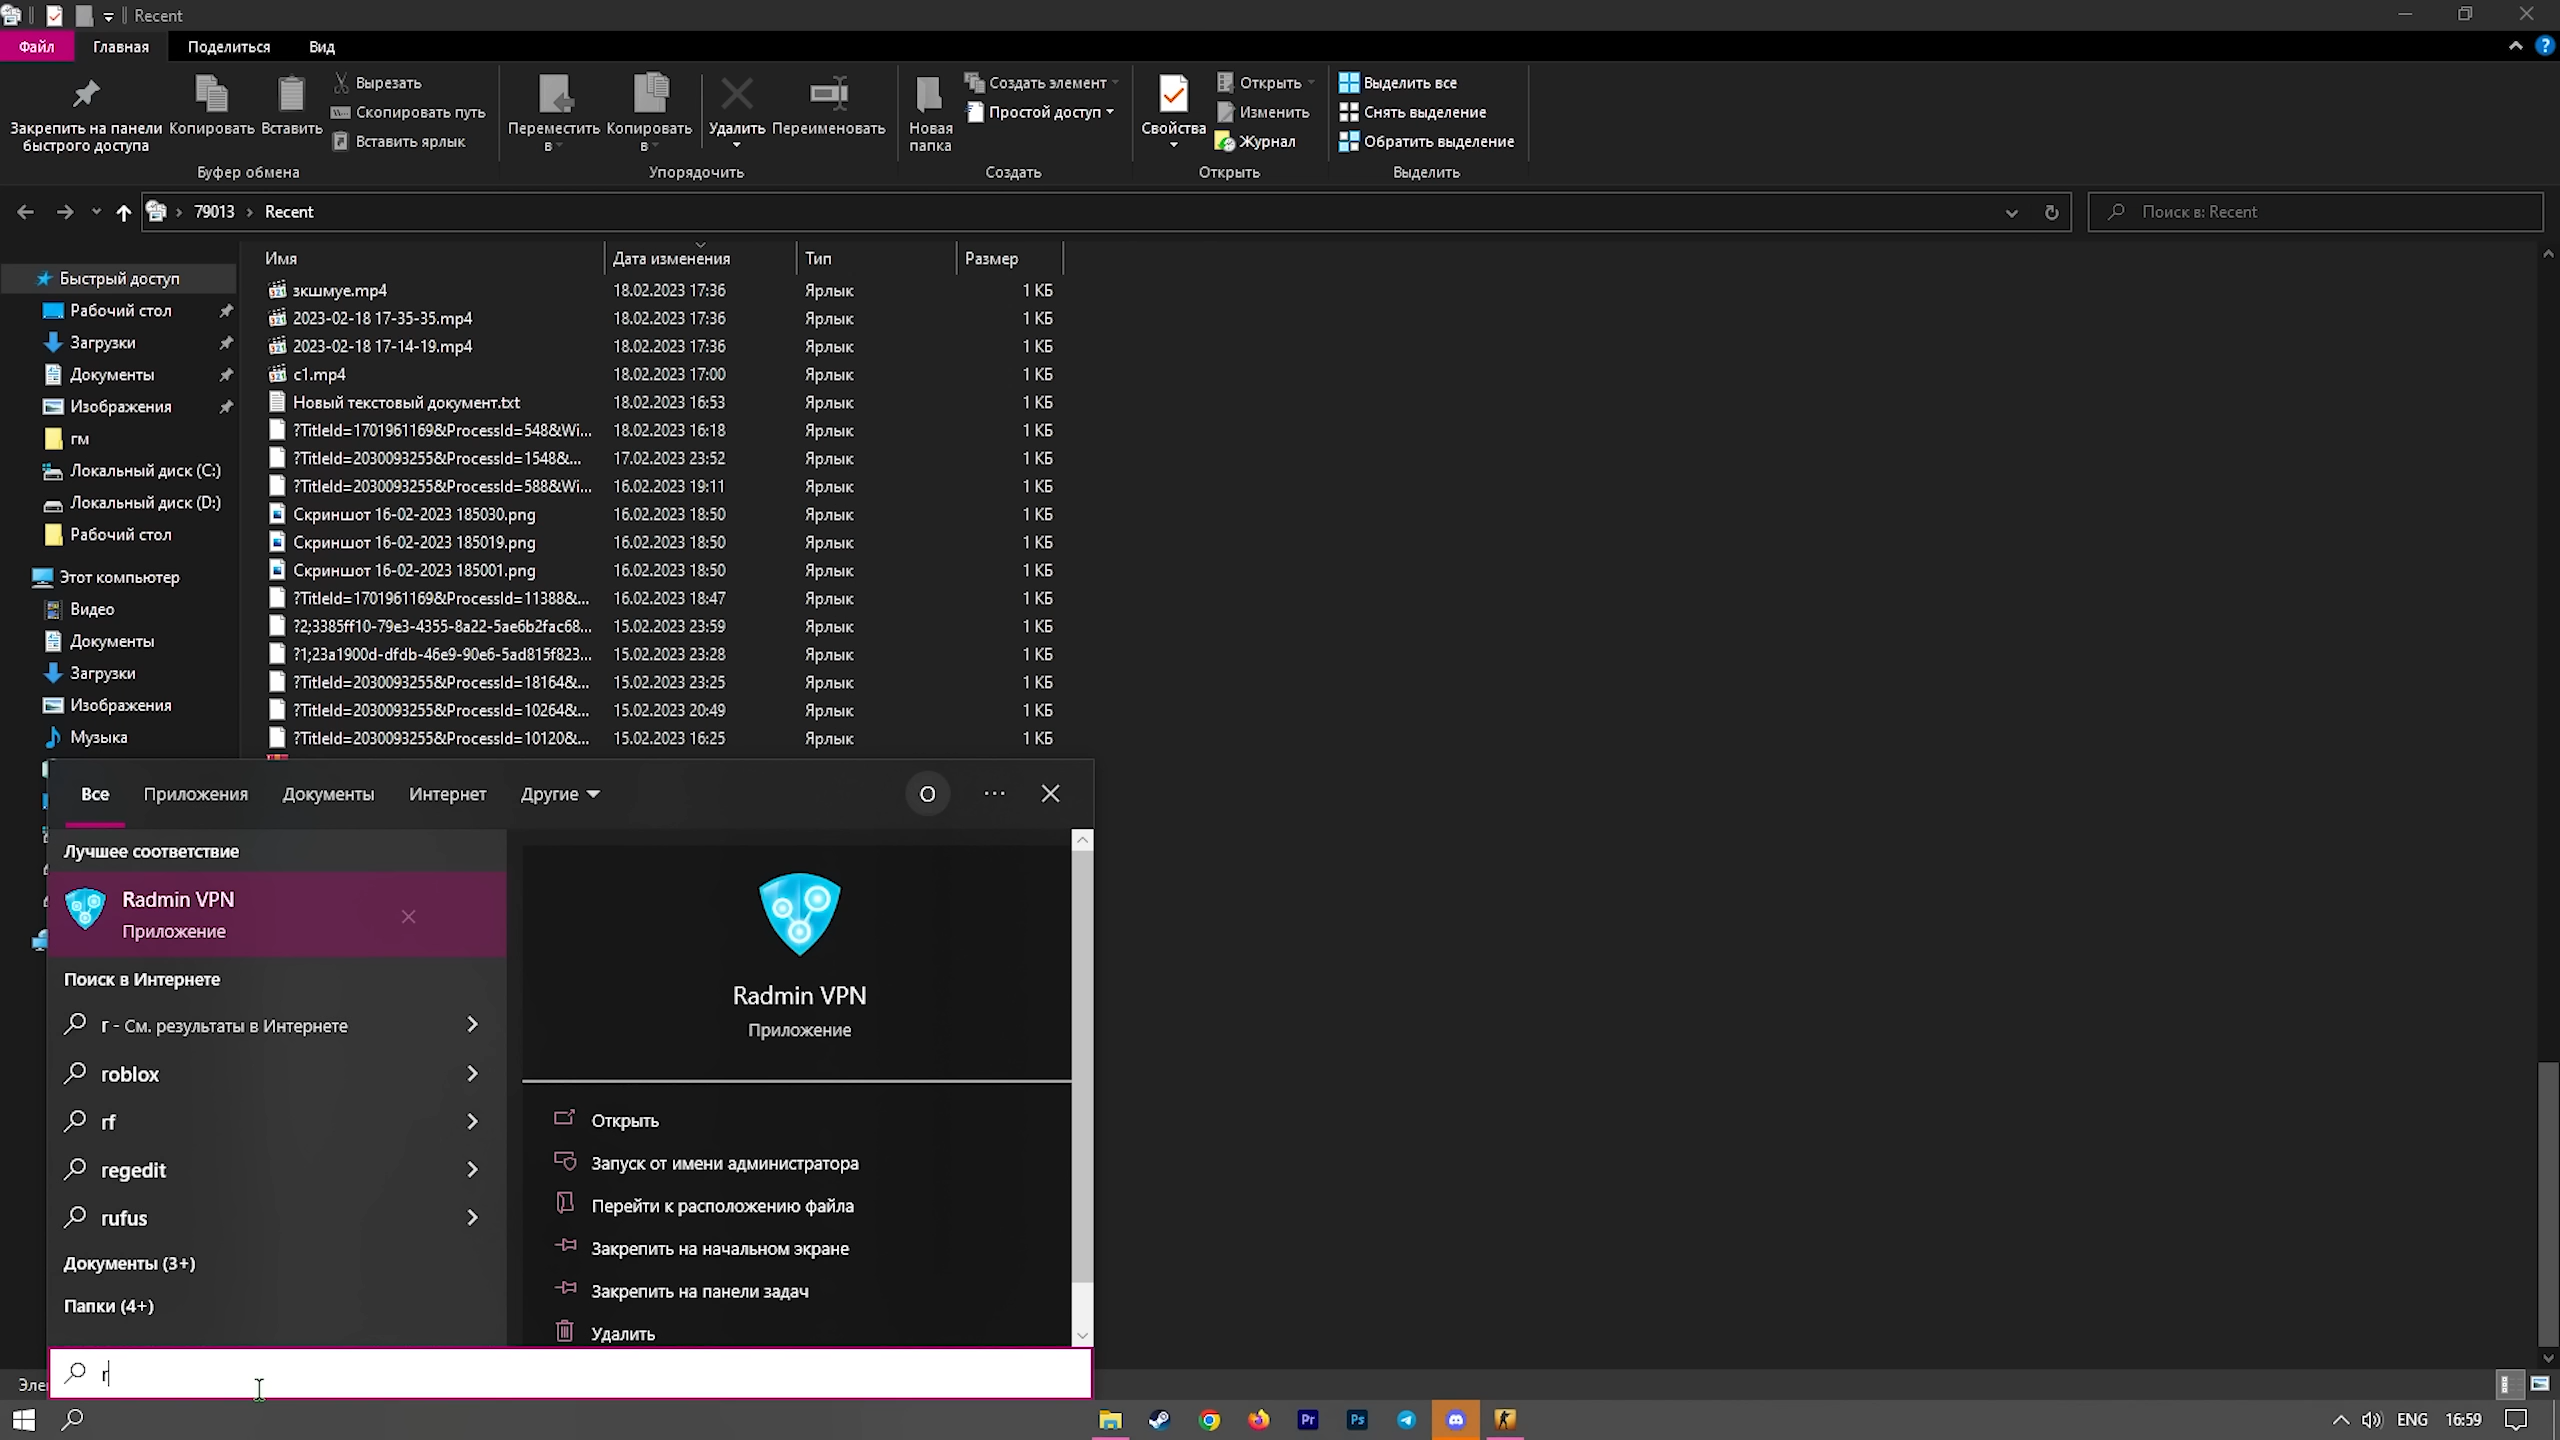 Recent
Файл
Главная
Поделиться
Вид
Закрепить на панели
быстрого доступа
Копировать
Вставить
Вырезать
Скопировать путь
Вставить ярлык
Буфер обмена
Переместить
в
Копировать
в
Удалить
Переименовать
Упорядочить
Новая
папка
Создать элемент
Простой доступ
Создать
Свойства
Открыть
Изменить
Журнал
Открыть
Выделить все
Снять выделение
Обратить выделение
Выделить
79013 › Recent
Поиск в: Recent
Имя Дата изменения Тип Размер
Быстрый доступ
Рабочий стол
Загрузки
Документы
Изображения
гм
Локальный диск (C:)
Локальный диск (D:)
Рабочий стол
Этот компьютер
Видео
Документы
Загрузки
Изображения
Музыка
зкшмуе.mp4 18.02.2023 17:36 Ярлык 1 КБ
2023-02-18 17-35-35.mp4 18.02.2023 17:36 Ярлык 1 КБ
2023-02-18 17-14-19.mp4 18.02.2023 17:36 Ярлык 1 КБ
c1.mp4 18.02.2023 17:00 Ярлык 1 КБ
Новый текстовый документ.txt 18.02.2023 16:53 Ярлык 1 КБ
?TitleId=1701961169&ProcessId=548&Wi... 18.02.2023 16:18 Ярлык 1 КБ
?TitleId=2030093255&ProcessId=1548&... 17.02.2023 23:52 Ярлык 1 КБ
?TitleId=2030093255&ProcessId=588&Wi... 16.02.2023 19:11 Ярлык 1 КБ
Скриншот 16-02-2023 185030.png 16.02.2023 18:50 Ярлык 1 КБ
Скриншот 16-02-2023 185019.png 16.02.2023 18:50 Ярлык 1 КБ
Скриншот 16-02-2023 185001.png 16.02.2023 18:50 Ярлык 1 КБ
?TitleId=1701961169&ProcessId=11388&... 16.02.2023 18:47 Ярлык 1 КБ
?2;3385ff10-79e3-4355-8a22-5ae6b2fac68... 15.02.2023 23:59 Ярлык 1 КБ
?1;23a1900d-dfdb-46e9-90e6-5ad815f823... 15.02.2023 23:28 Ярлык 1 КБ
?TitleId=2030093255&ProcessId=18164&... 15.02.2023 23:25 Ярлык 1 КБ
?TitleId=2030093255&ProcessId=10264&... 15.02.2023 20:49 Ярлык 1 КБ
?TitleId=2030093255&ProcessId=10120&... 15.02.2023 16:25 Ярлык 1 КБ
Все Приложения Документы Интернет Другие O
Лучшее соответствие
Radmin VPN
Приложение
Поиск в Интернете
r - См. результаты в Интернете
roblox
rf
regedit
rufus
Документы (3+)
Папки (4+)
Radmin VPN
Приложение
Открыть
Запуск от имени администратора
Перейти к расположению файла
Закрепить на начальном экране
Закрепить на панели задач
Удалить
r
Эле
Pr
Ps
ENG
16:59